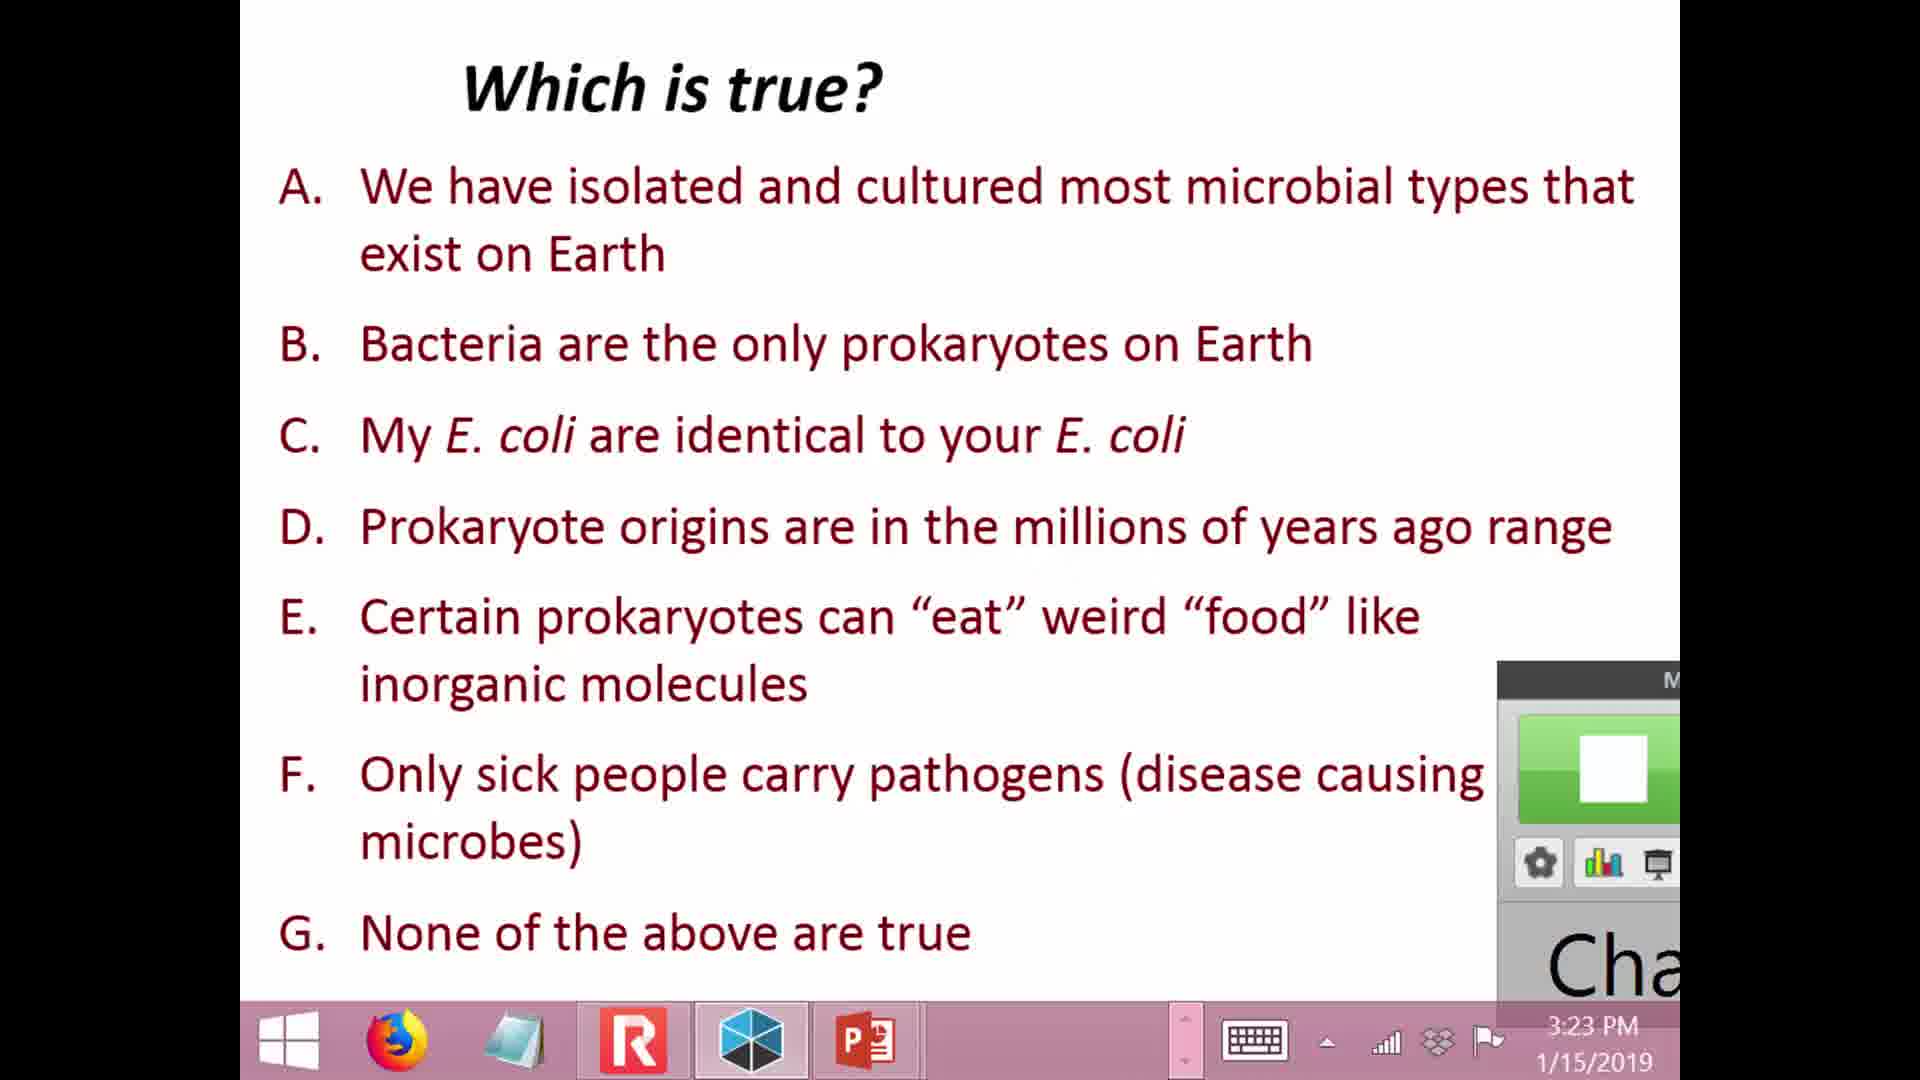 Which is true?
A. We have isolated and cultured most microbial types that
exist on Earth
B. Bacteria are the only prokaryotes on Earth
C. My E. coli are identical to your E. coli
D. Prokaryote origins are in the millions of years ago range
E. Certain prokaryotes can “eat” weird “food” like
inorganic molecules
F. Only sick people carry pathogens (disease causing
microbes)
G. None of the above are true
M
Cha
R
P
3:23 PM
1/15/2019